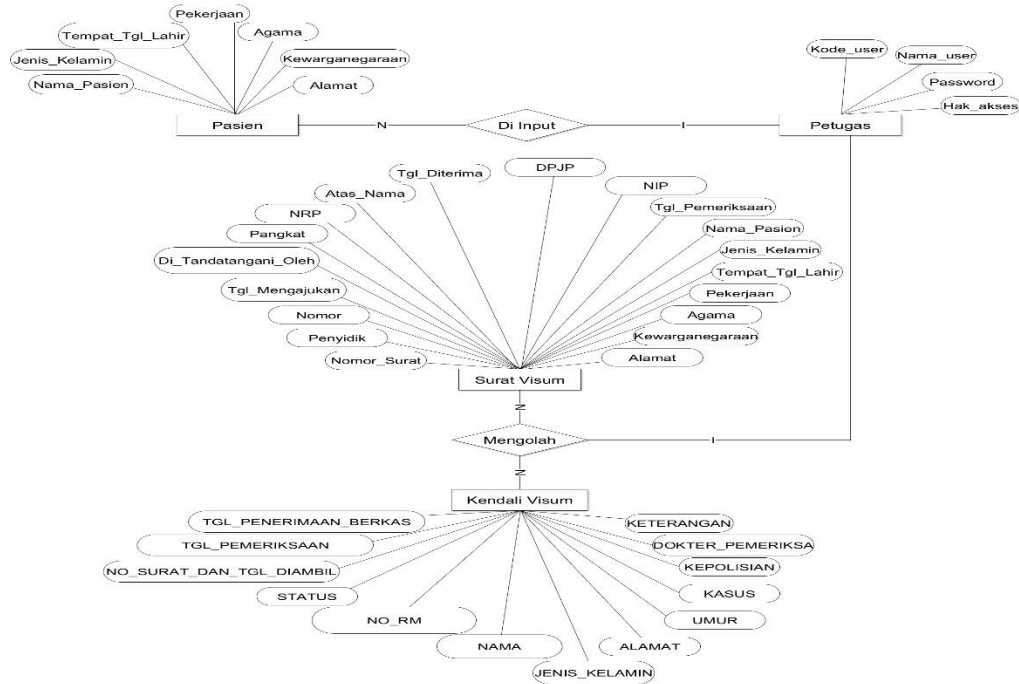 Pekerjaan
Tempat_Tgl_Lahir
Agama
Jenis_Kelamin
Kewarganegaraan
Nama_Pasien
Alamat
Pasien
N
Di Input
I
Petugas
Kode_user
Nama_user
Password
Hak_akses
Tgl_Diterima
DPJP
Atas_Nama
NIP
NRP
Tgl_Pemeriksaan
Pangkat
Nama_Pasion
Di_Tandatangani_Oleh
Jenis_Kelamin
Tempat_Tgl_Lahir
Tgl_Mengajukan
Pekerjaan
Nomor
Agama
Penyidik
Kewarganegaraan
Nomor_Surat
Alamat
Surat Visum
N
Mengolah
I
N
Kendali Visum
TGL_PENERIMAAN_BERKAS
KETERANGAN
TGL_PEMERIKSAAN
DOKTER_PEMERIKSA
NO_SURAT_DAN_TGL_DIAMBIL
KEPOLISIAN
STATUS
KASUS
NO_RM
UMUR
NAMA
ALAMAT
JENIS_KELAMIN